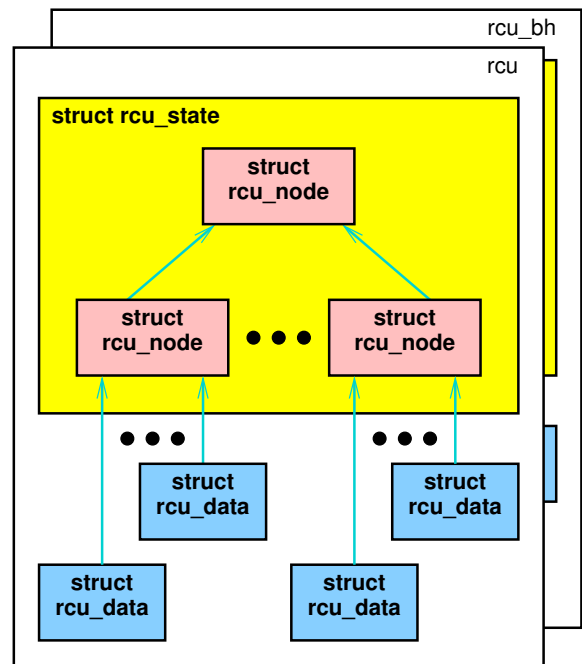 rcu_bh
rcu
struct rcu_state
struct
rcu_node
struct
rcu_node
struct
rcu_node
struct
rcu_data
struct
rcu_data
struct
rcu_data
struct
rcu_data